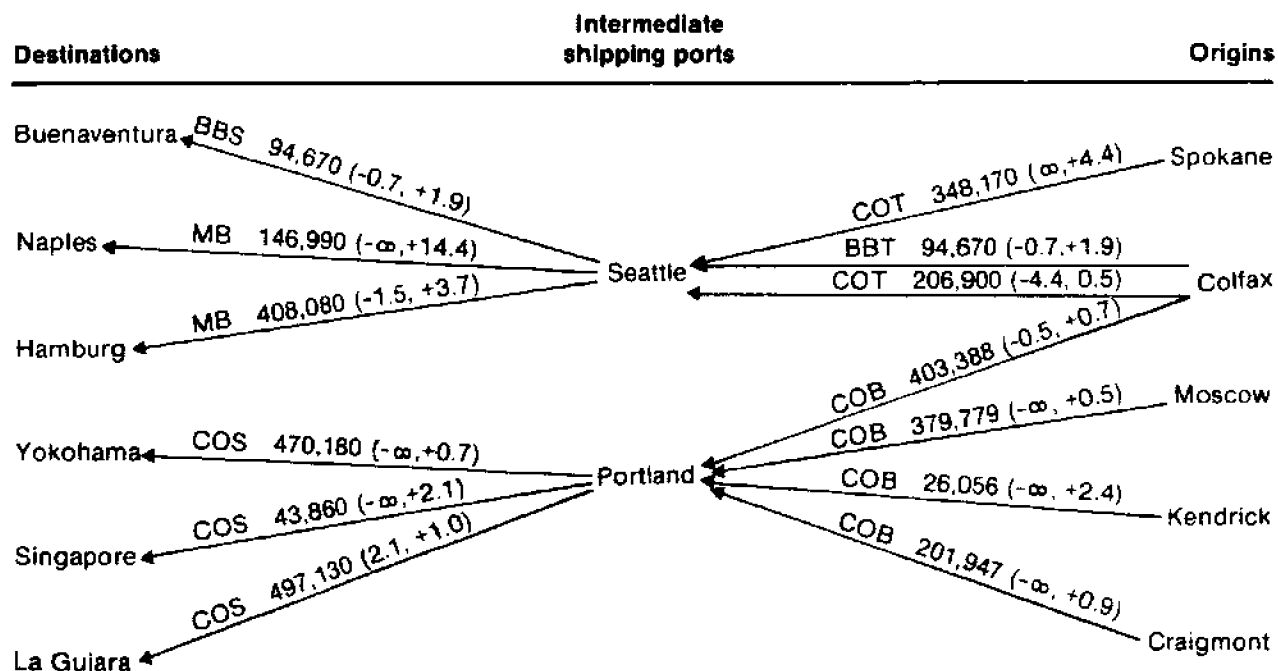 Destinations
Intermediate
shipping ports
Origins
Buenaventura
BBS 94,670 (-0.7, +1.9)
Naples
MB 146,990 (-∞,+14.4)
Hamburg
MB 408,080 (-1.5, +3.7)
Seattle
COT 348,170 (∞,+4.4)
Spokane
BBT 94,670 (-0.7.+1.9)
COT 206,900 (-4.4, 0.5)
Colfax
COB 403,388 (-0.5, +0.7)
Yokohama
COS 470,180 (-∞,+0.7)
Singapore
COS 43,860 (-∞,+2.1)
La Guiara
COS 497,130 (2.1, +1.0)
Portland
COB 379,779 (-∞, +0.5)
Moscow
COB 26,056 (-∞, +2.4)
Kendrick
COB 201,947 (-∞, +0.9)
Craigmont